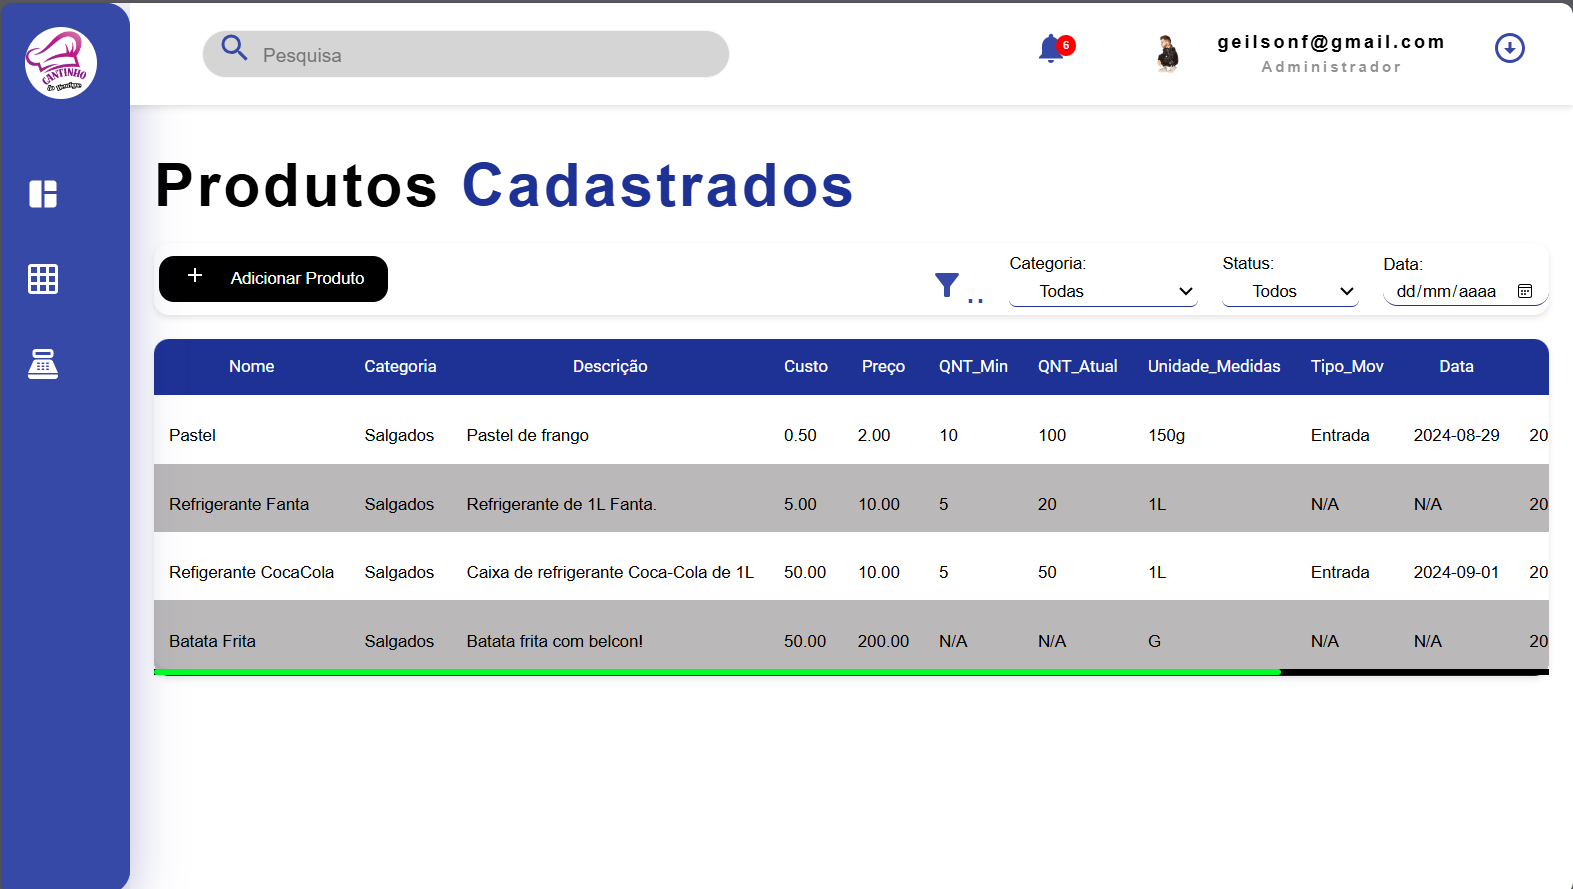 CANTINHO
Pesquisa
6
geilsonf@gmail.com
Administrador
Produtos Cadastrados
+ Adicionar Produto
..
Categoria:
Todas
Status:
Todos
Data:
dd/mm/aaaa
Nome Categoria Descrição Custo Preço QNT_Min QNT_Atual Unidade_Medidas Tipo_Mov Data
Pastel Salgados Pastel de frango 0.50 2.00 10 100 150g Entrada 2024-08-29 20
Refrigerante Fanta Salgados Refrigerante de 1L Fanta. 5.00 10.00 5 20 1L N/A N/A 20
Refigerante CocaCola Salgados Caixa de refrigerante Coca-Cola de 1L 50.00 10.00 5 50 1L Entrada 2024-09-01 20
Batata Frita Salgados Batata frita com belcon! 50.00 200.00 N/A N/A G N/A N/A 20